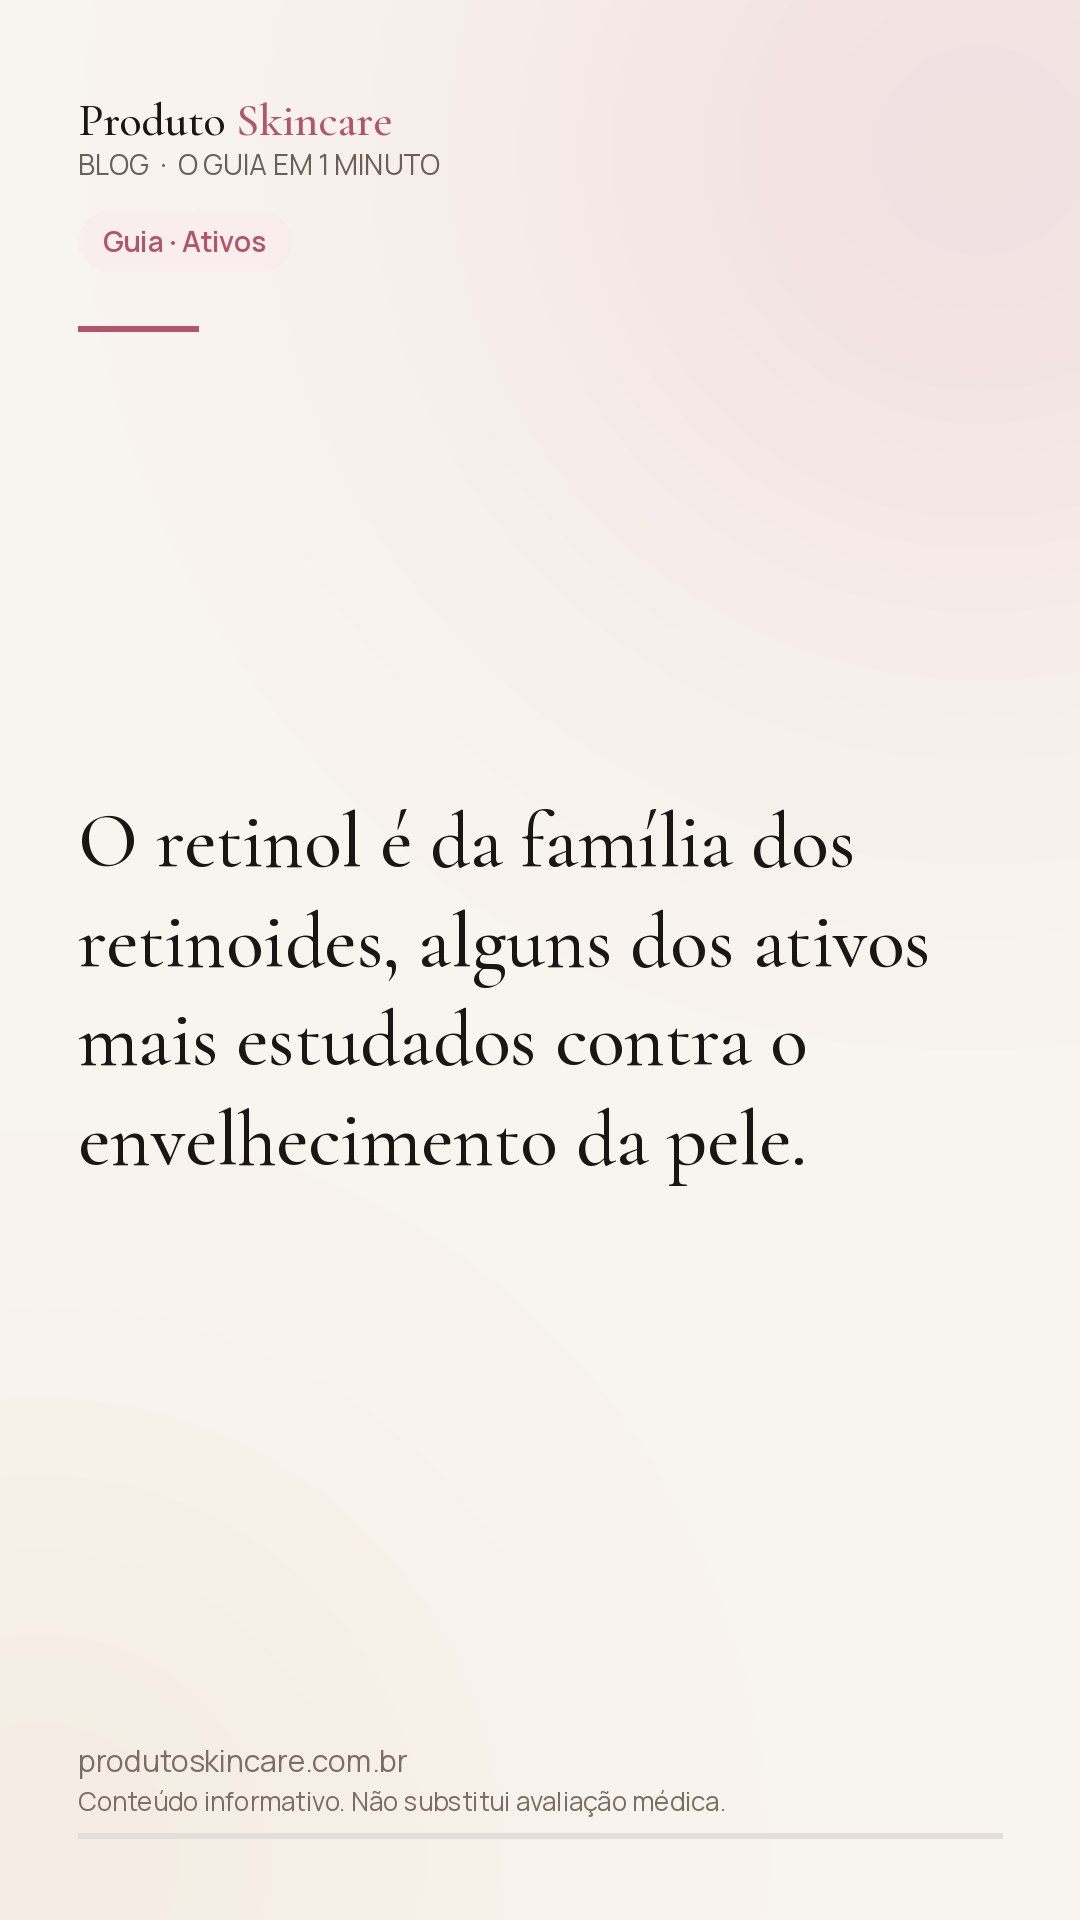 Produto Skincare
BLOG · O GUIA EM 1 MINUTO
Guia · Ativos
O retinol é da família dos
retinoides, alguns dos ativos
mais estudados contra o
envelhecimento da pele.
produtoskincare.com.br
Conteúdo informativo. Não substitui avaliação médica.